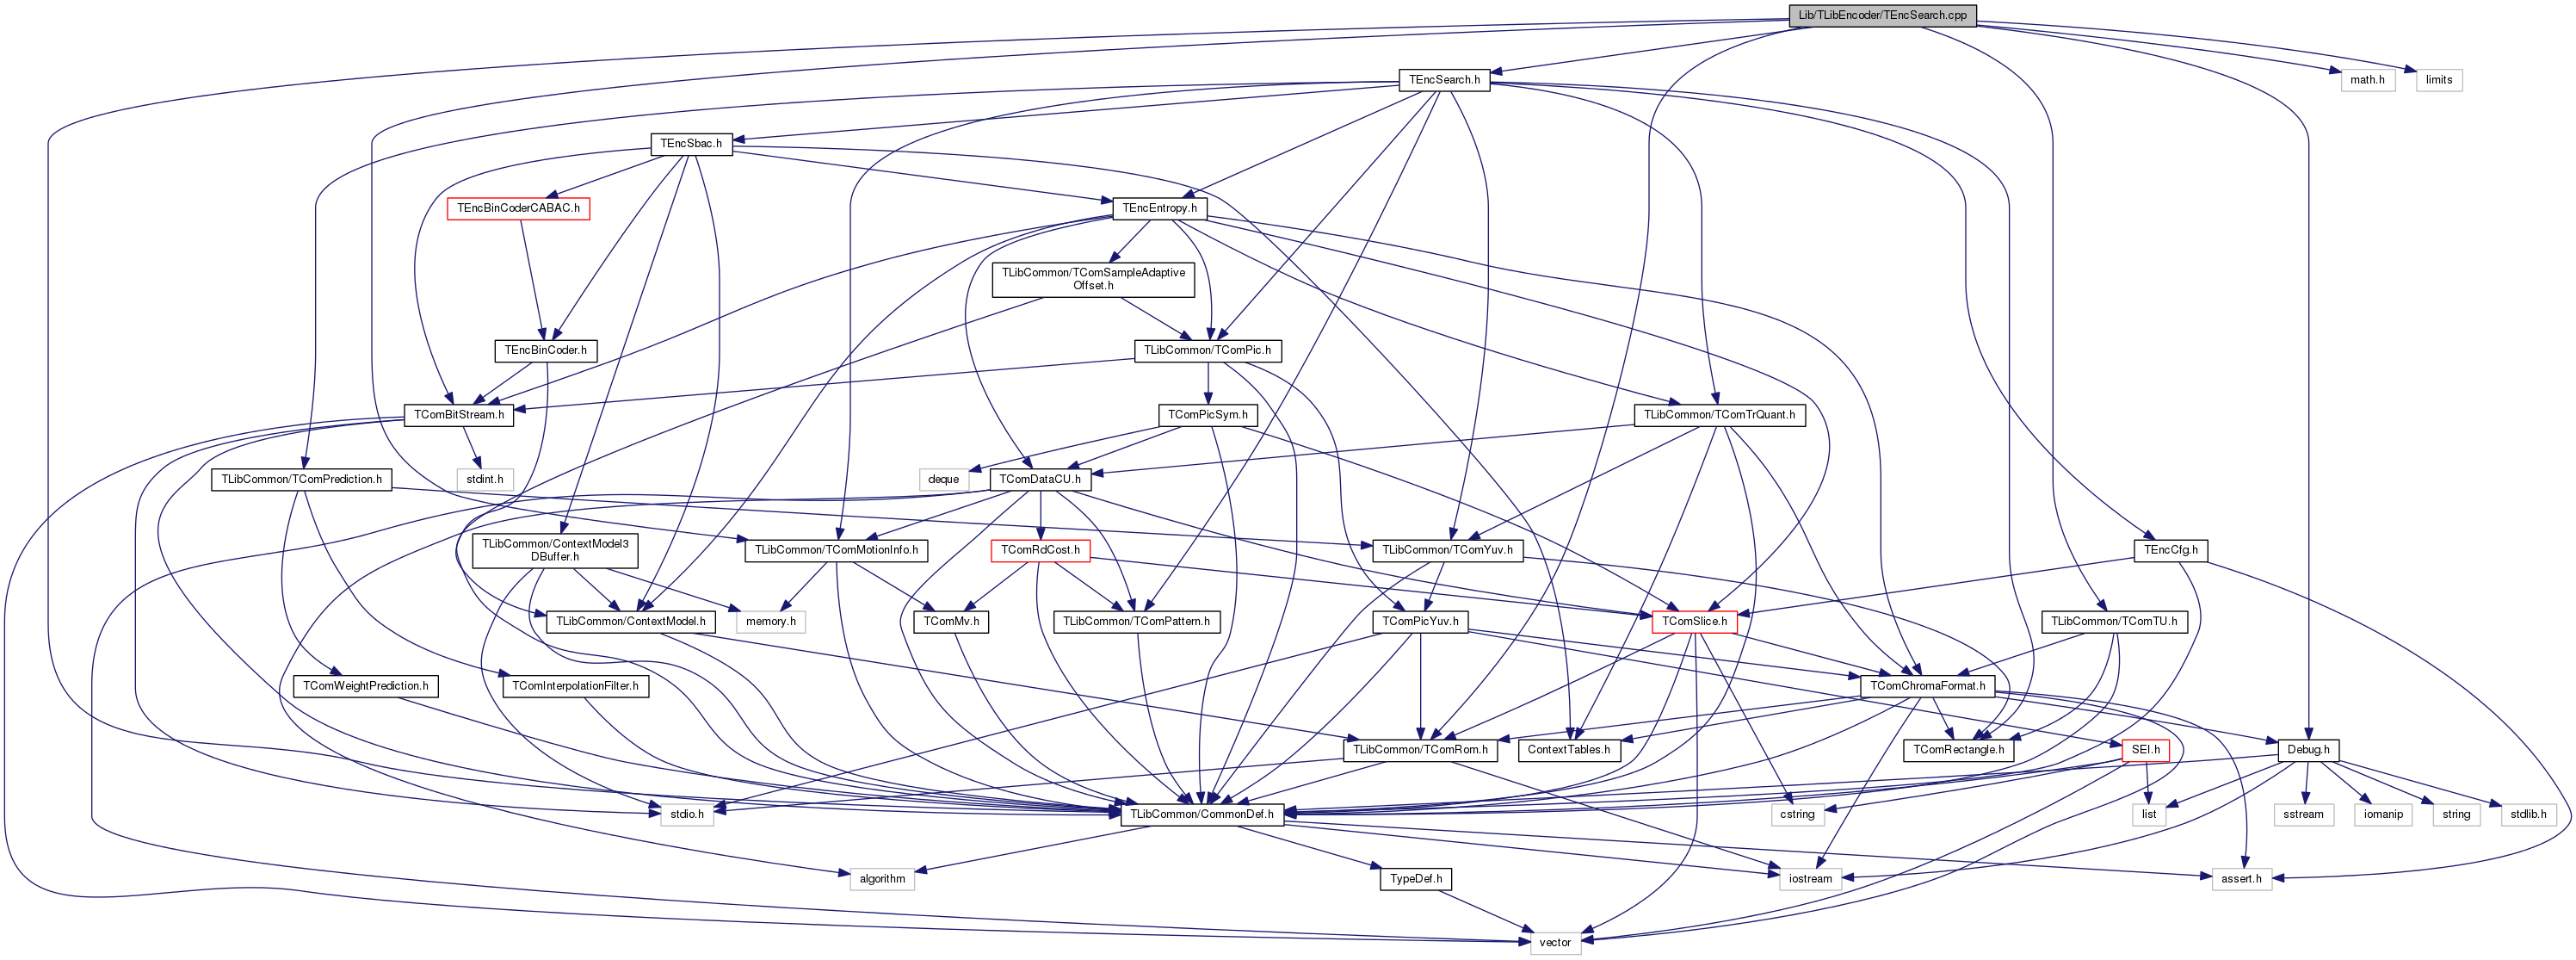 Lib/TLibEncoder/TEncSearch.cpp
TEncSearch.h
math.h
limits
TEncSbac.h
TEncBinCoderCABAC.h
TEncEntropy.h
TLibCommon/TComSampleAdaptive
Offset.h
TEncBinCoder.h
TLibCommon/TComPic.h
TComBitStream.h
TComPicSym.h
TLibCommon/TComTrQuant.h
TLibCommon/TComPrediction.h
stdint.h
deque
TComDataCU.h
TLibCommon/ContextModel3
DBuffer.h
TLibCommon/TComMotionInfo.h
TComRdCost.h
TLibCommon/TComYuv.h
TEncCfg.h
TLibCommon/ContextModel.h
memory.h
TComMv.h
TLibCommon/TComPattern.h
TComPicYuv.h
TComSlice.h
TLibCommon/TComTU.h
TComWeightPrediction.h
TComInterpolationFilter.h
TComChromaFormat.h
TLibCommon/TComRom.h
ContextTables.h
TComRectangle.h
SEI.h
Debug.h
stdio.h
TLibCommon/CommonDef.h
cstring
list
sstream
iomanip
string
stdlib.h
algorithm
TypeDef.h
iostream
assert.h
vector